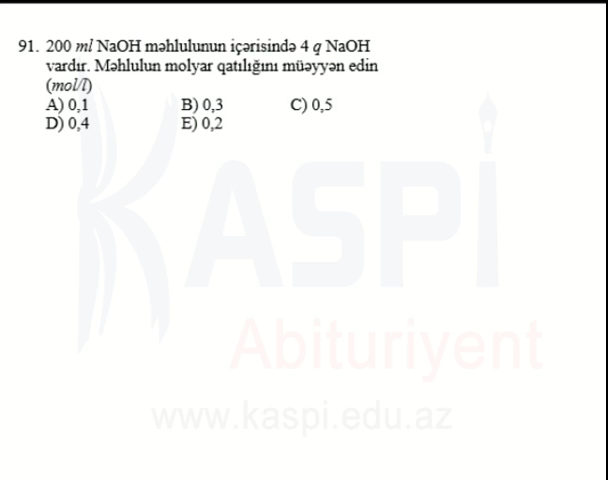 91. 200 ml NaOH məhlulunun içərisində 4 q NaOH
vardır. Məhlulun molyar qatılığını müəyyən edin
(mol/l)
A) 0,1 B) 0,3 C) 0,5
D) 0,4 E) 0,2
KASPİ
Abituriyent
www.kaspi.edu.az